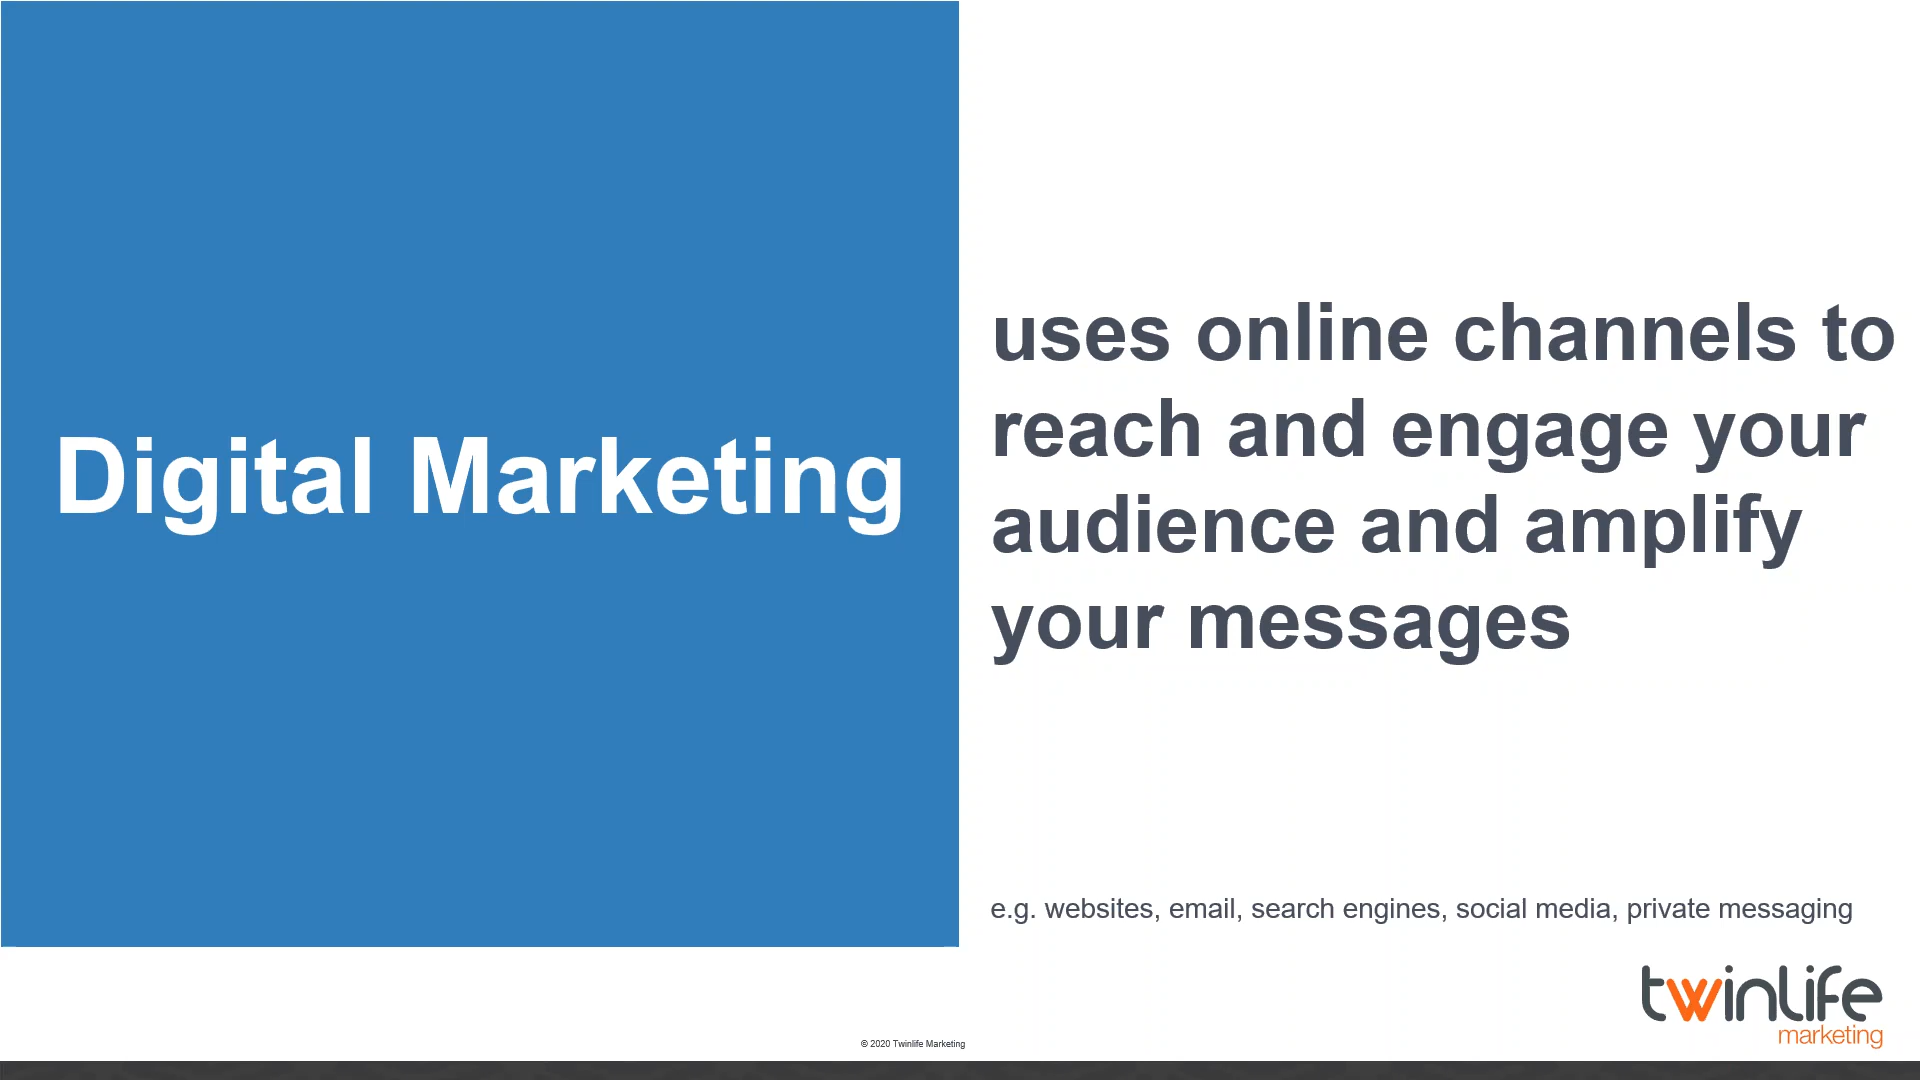 Digital Marketing
uses online channels to
reach and engage your
audience and amplify
your messages
e.g. websites, email, search engines, social media, private messaging
twinlife
marketing
© 2020 Twinlife Marketing